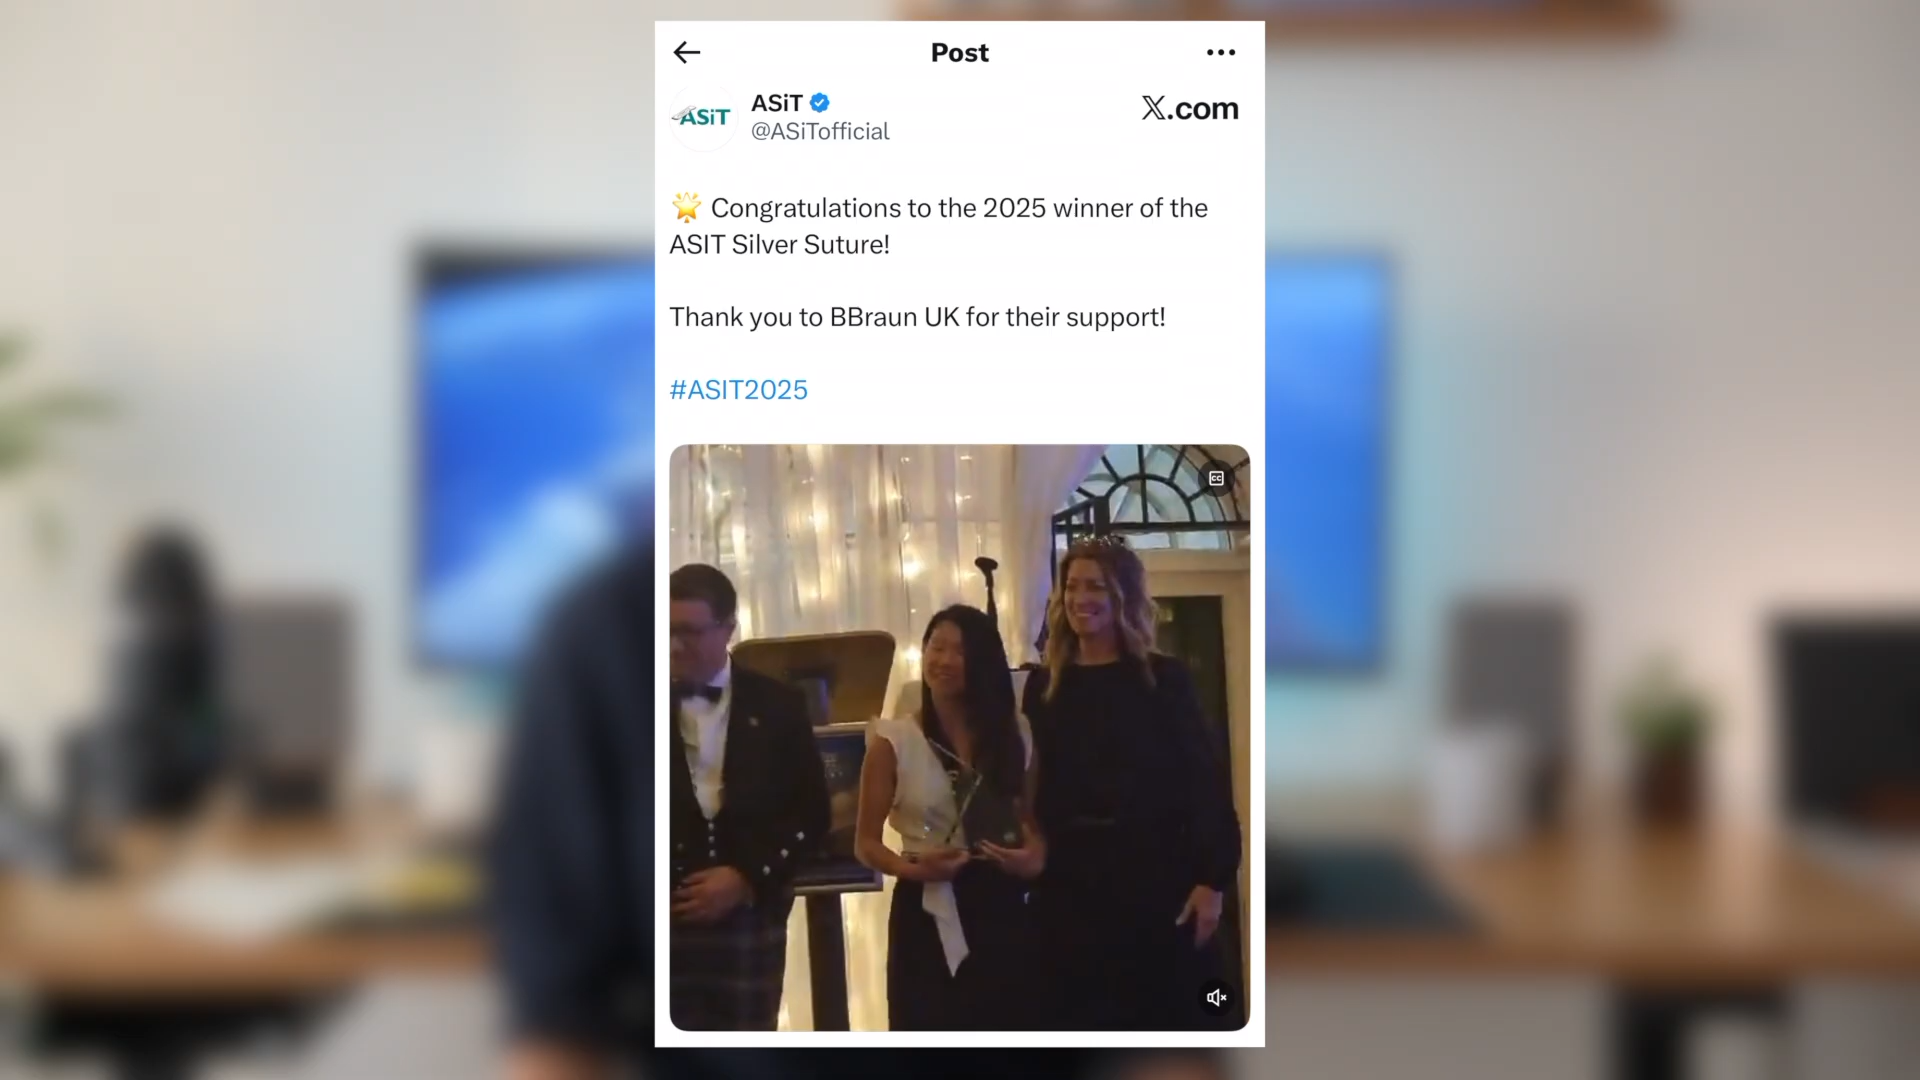 Post
ASiT
ASiT
@ASiTofficial
X.com
🌟 Congratulations to the 2025 winner of the
ASIT Silver Suture!
Thank you to BBraun UK for their support!
#ASIT2025
CC